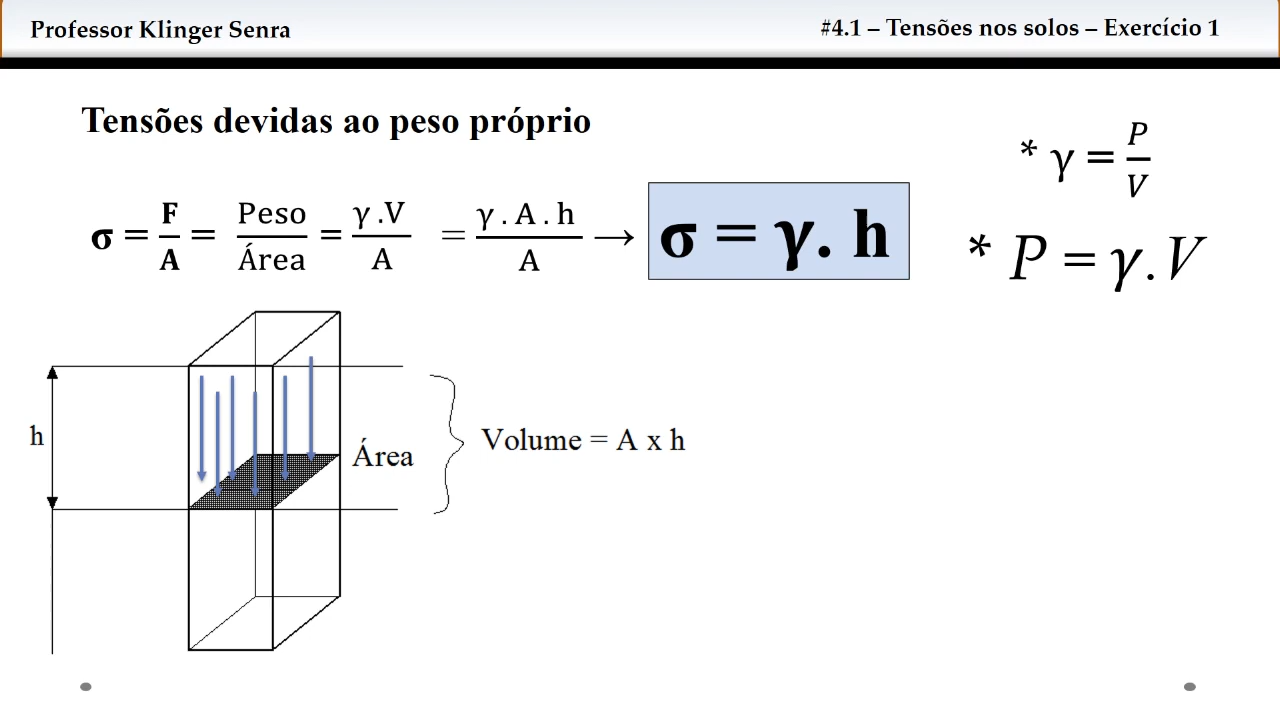 Professor Klinger Senra
#4.1 – Tensões nos solos – Exercício 1
Tensões devidas ao peso próprio
* γ = P/V
σ = F/A = Peso/Área = γ .V/A = γ . A . h/A → σ = γ. h
* P = γ.V
h
Área
Volume = A x h